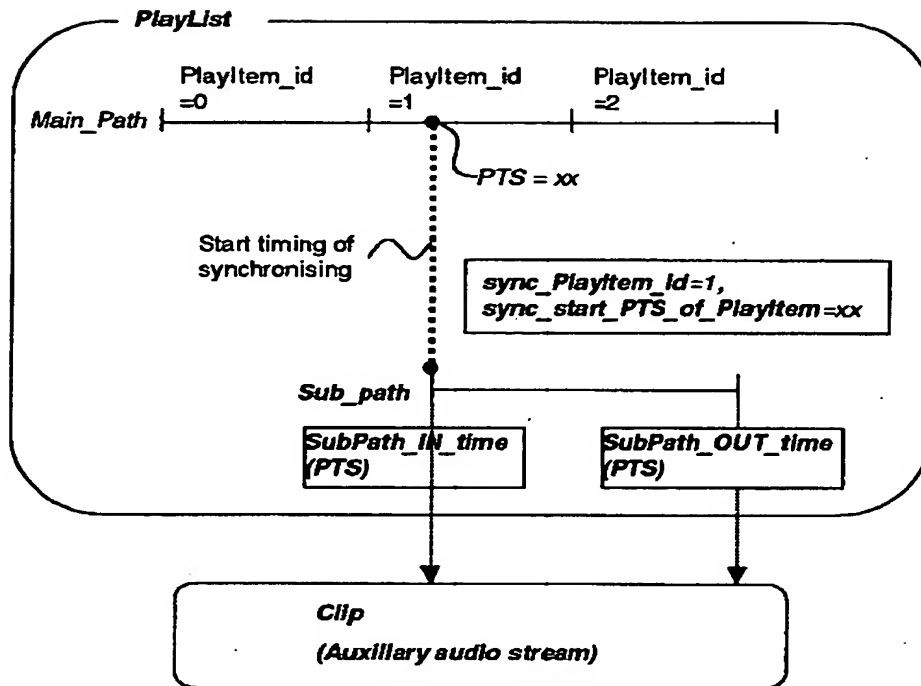 PlayList
PlayItem_id
=0
PlayItem_id
=1
PlayItem_id
=2
Main_Path
PTS = xx
Start timing of
synchronising
sync_PlayItem_Id=1,
sync_start_PTS_of_PlayItem=xx
Sub_path
SubPath_IN_time
(PTS)
SubPath_OUT_time
(PTS)
Clip
(Auxillary audio stream)